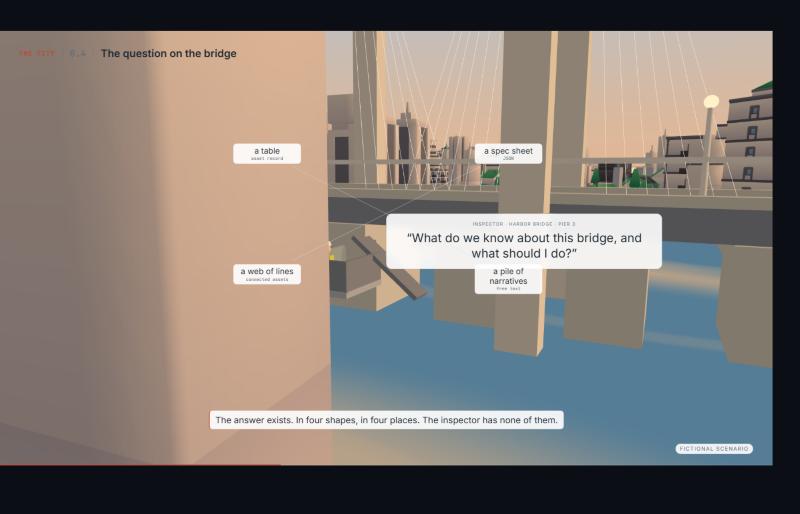 THE CITY 0.4 The question on the bridge
a table
asset record
a spec sheet
JSON
INSPECTOR · HARBOR BRIDGE · PIER 3
“What do we know about this bridge, and
what should I do?”
a web of lines
connected assets
a pile of
narratives
free text
The answer exists. In four shapes, in four places. The inspector has none of them.
FICTIONAL SCENARIO